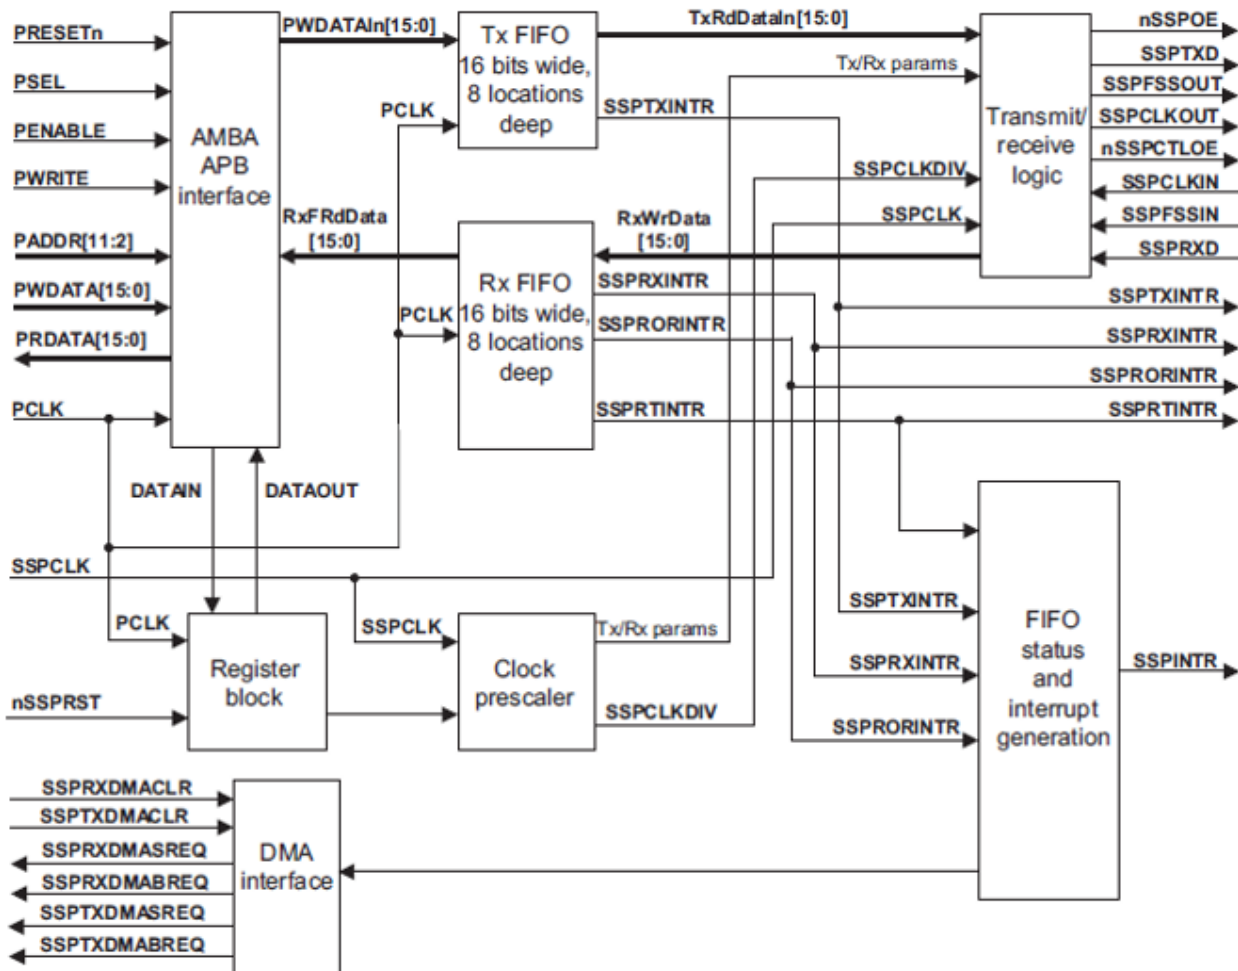 PRESETn
PSEL
PENABLE
PWRITE
PADDR[11:2]
PWDATA[15:0]
PRDATA[15:0]
PCLK
AMBA
APB
interface
PWDATAIn[15:0]
PCLK
RxFRdData
[15:0]
PCLK
Tx FIFO
16 bits wide,
8 locations
deep
TxRdDataIn[15:0]
Tx/Rx params
SSPTXINTR
SSPCLKDIV
SSPCLK
RxWrData
[15:0]
Rx FIFO
16 bits wide,
8 locations
deep
SSPRXINTR
SSPRORINTR
SSPRTINTR
Transmit/
receive
logic
nSSPOE
SSPTXD
SSPFSSOUT
SSPCLKOUT
nSSPCTLOE
SSPCLKIN
SSPFSSIN
SSPRXD
SSPTXINTR
SSPRXINTR
SSPRORINTR
SSPRTINTR
DATAIN
DATAOUT
SSPCLK
PCLK
nSSPRST
Register
block
SSPCLK
Clock
prescaler
Tx/Rx params
SSPCLKDIV
SSPTXINTR
SSPRXINTR
SSPRORINTR
FIFO
status
and
interrupt
generation
SSPINTR
SSPRXDMACLR
SSPTXDMACLR
SSPRXDMASREQ
SSPRXDMABREQ
SSPTXDMASREQ
SSPTXDMABREQ
DMA
interface